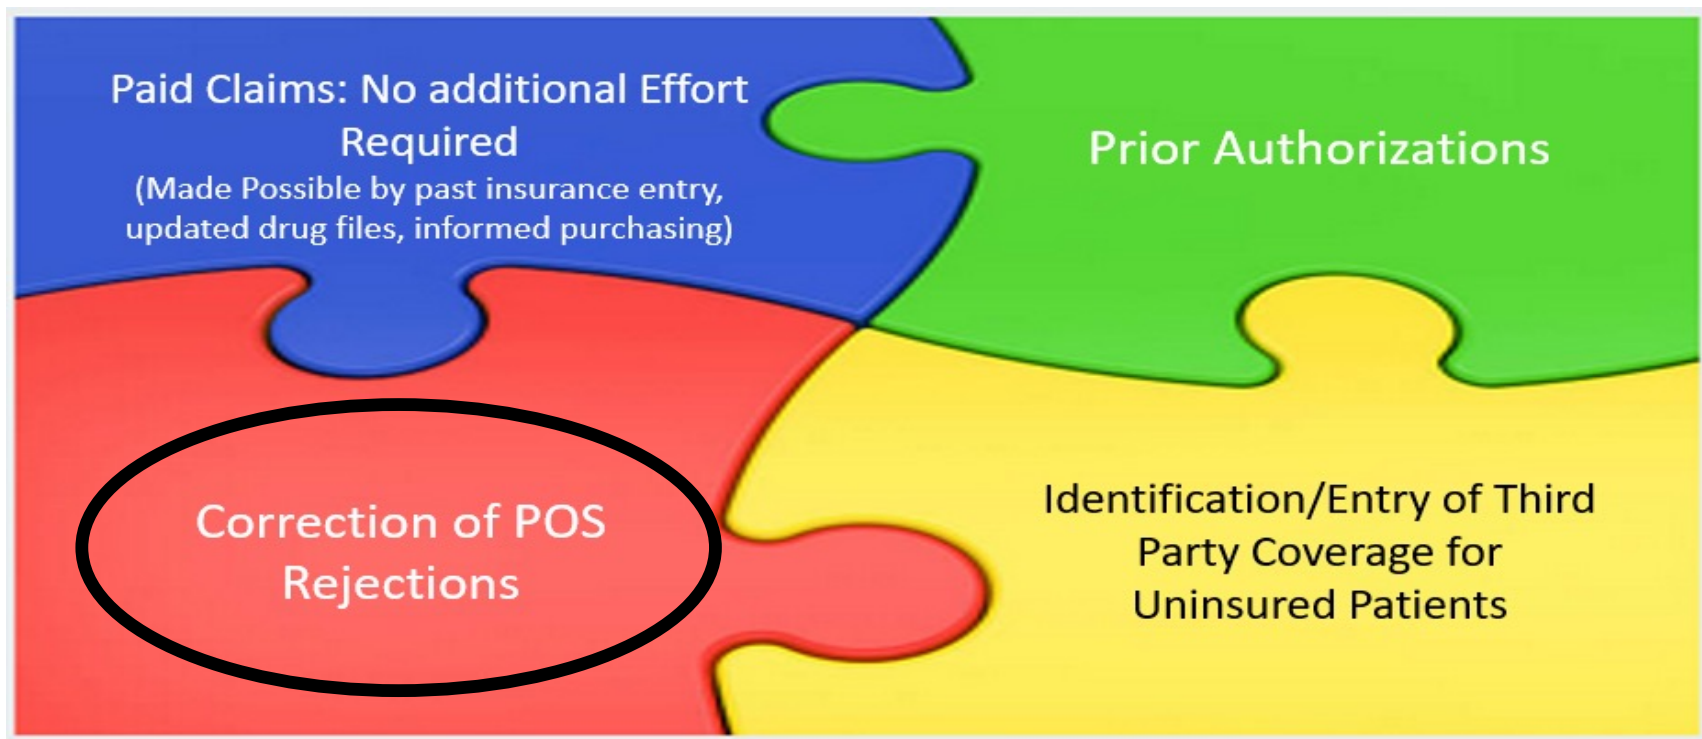 Paid Claims: No additional Effort
Required
(Made Possible by past insurance entry,
updated drug files, informed purchasing)
Prior Authorizations
Correction of POS
Rejections
Identification/Entry of Third
Party Coverage for
Uninsured Patients